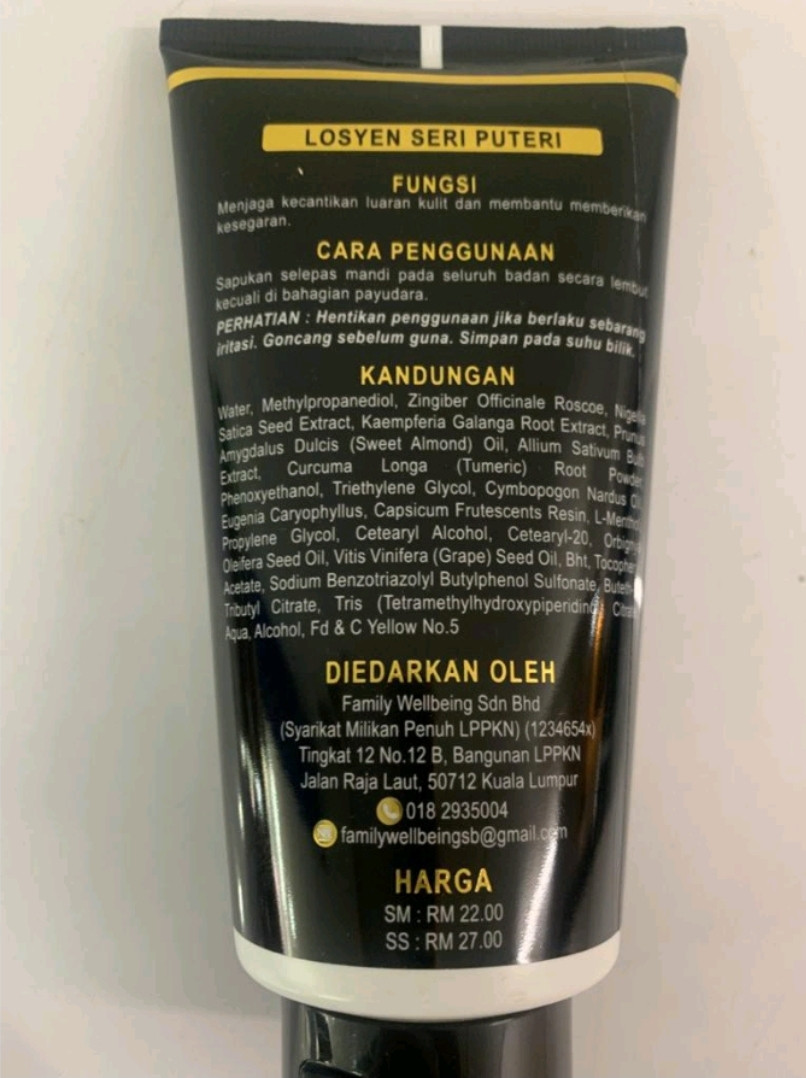 LOSYEN SERI PUTERI
FUNGSI
Menjaga kecantikan luaran kulit dan membantu memberikan
kesegaran.
CARA PENGGUNAAN
Sapukan selepas mandi pada seluruh badan secara lembut
kecuali di bahagian payudara.
PERHATIAN : Hentikan penggunaan jika berlaku sebarang
iritasi. Goncang sebelum guna. Simpan pada suhu bilik.
KANDUNGAN
Water, Methylpropanediol, Zingiber Officinale Roscoe, Nigella
Satica Seed Extract, Kaempferia Galanga Root Extract, Prunus
Amygdalus Dulcis (Sweet Almond) Oil, Allium Sativum
Extract, Curcuma Longa (Tumeric) Root Powder,
Phenoxyethanol, Triethylene Glycol, Cymbopogon Nardus Oil,
Eugenia Caryophyllus, Capsicum Frutescents Resin, L-Menthol,
Propylene Glycol, Cetearyl Alcohol, Cetearyl-20,
Oleifera Seed Oil, Vitis Vinifera (Grape) Seed Oil, Bht,
Acetate, Sodium Benzotriazolyl Butylphenol Sulfonate,
Tributyl Citrate, Tris (Tetramethylhydroxypiperidinol)
Aqua, Alcohol, Fd & C Yellow No.5
DIEDARKAN OLEH
Family Wellbeing Sdn Bhd
(Syarikat Milikan Penuh LPPKN) (1234654x)
Tingkat 12 No.12 B, Bangunan LPPKN
Jalan Raja Laut, 50712 Kuala Lumpur
018 2935004
familywellbeingsb@gmail.com
HARGA
SM : RM 22.00
SS : RM 27.00